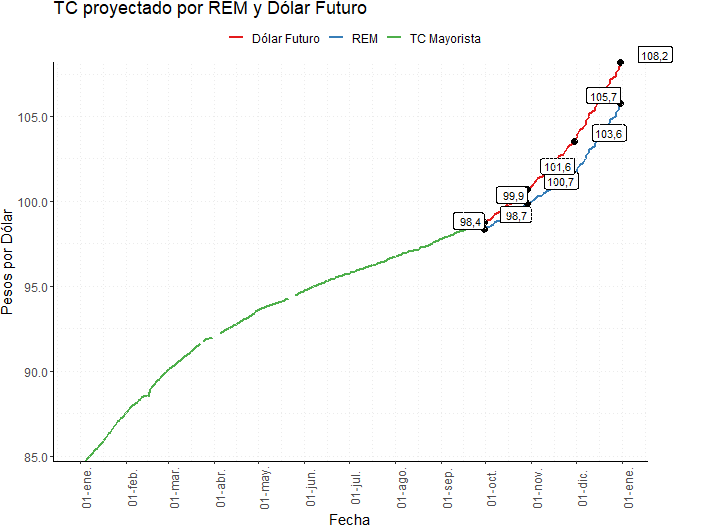 TC proyectado por REM y Dólar Futuro
Dólar Futuro REM TC Mayorista
Pesos por Dólar
105.0
100.0
95.0
90.0
85.0
108,2
105,7
103,6
101,6
100,7
99,9
98,7
98,4
01-ene.
01-feb.
01-mar.
01-abr.
01-may.
01-jun.
01-jul.
01-ago.
01-sep.
01-oct.
01-nov.
01-dic.
01-ene.
Fecha